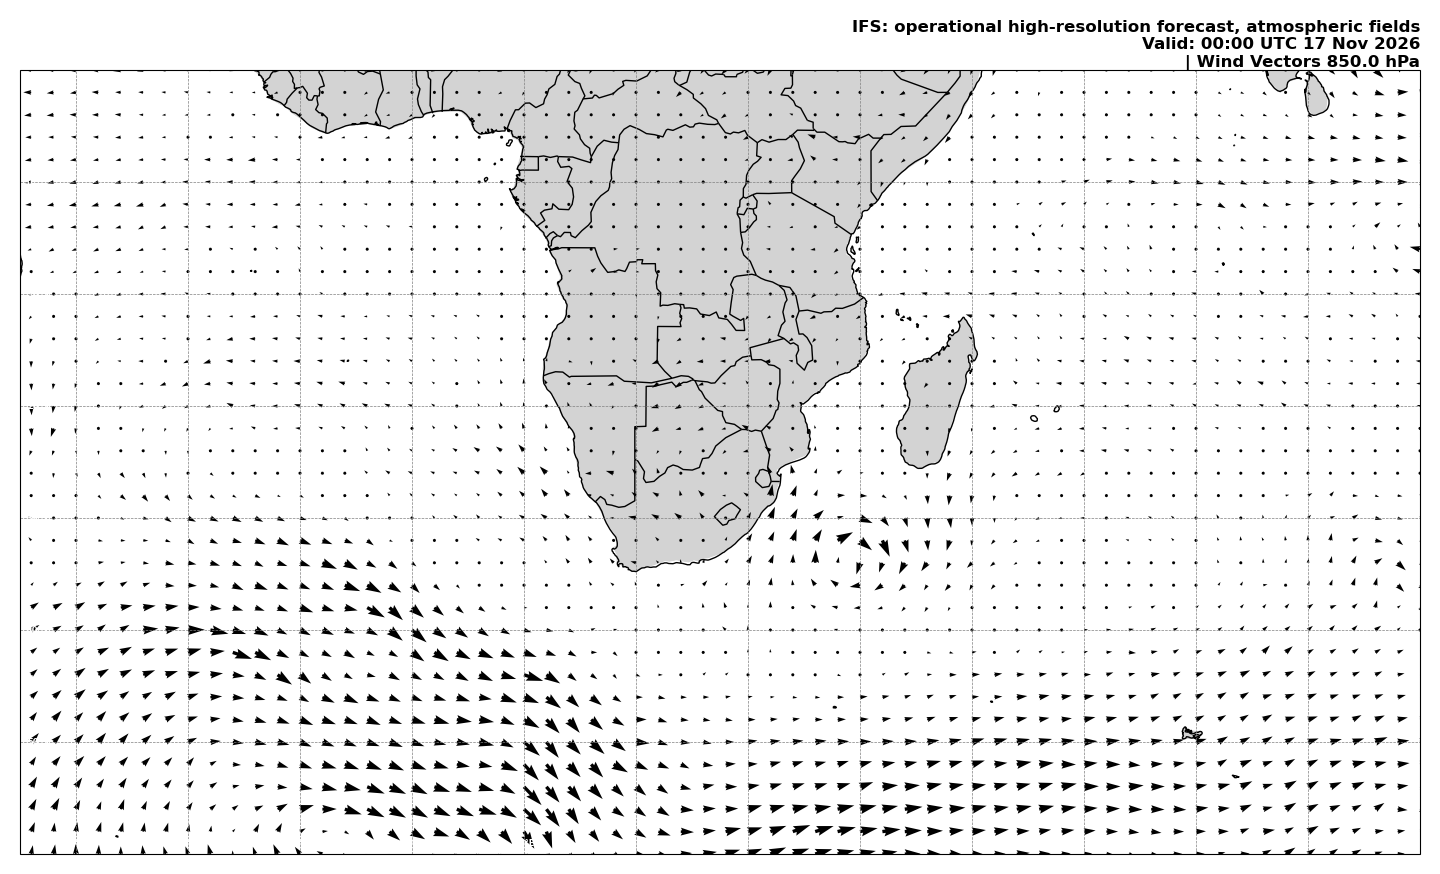 IFS: operational high-resolution forecast, atmospheric fields
Valid: 00:00 UTC 17 Nov 2026
| Wind Vectors 850.0 hPa